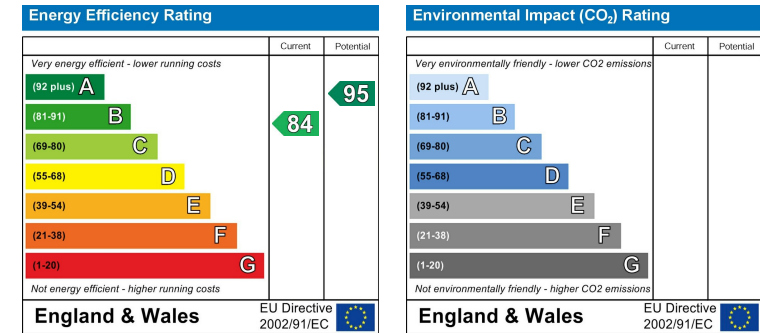 Energy Efficiency Rating
Current Potential
Very energy efficient - lower running costs
(92 plus) A
95
(81-91) B
84
(69-80) C
(55-68) D
(39-54) E
(21-38) F
(1-20) G
Not energy efficient - higher running costs
England & Wales
EU Directive
2002/91/EC
Environmental Impact (CO₂) Rating
Current Potential
Very environmentally friendly - lower CO2 emissions
(92 plus) A
(81-91) B
(69-80) C
(55-68) D
(39-54) E
(21-38) F
(1-20) G
Not environmentally friendly - higher CO2 emissions
England & Wales
EU Directive
2002/91/EC